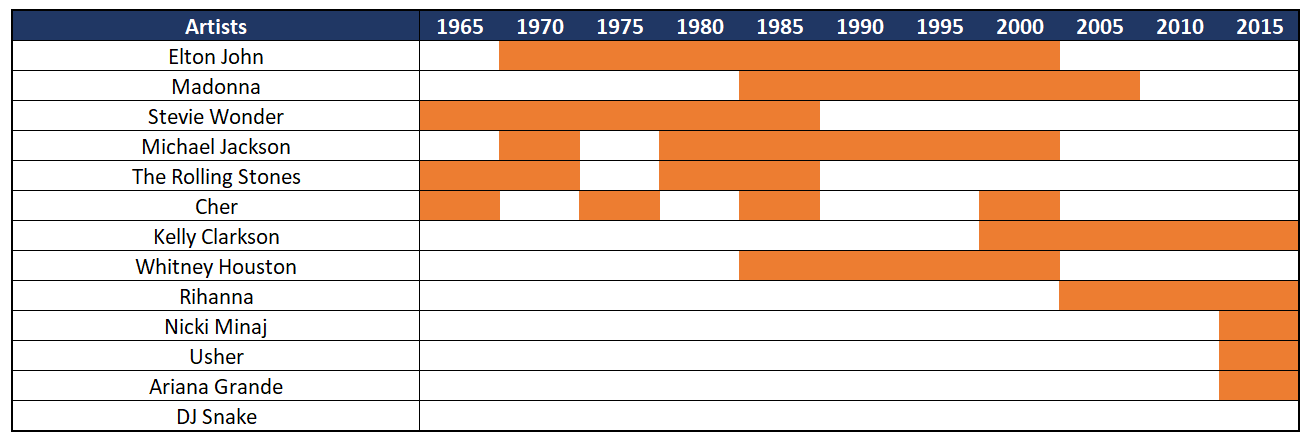 Artists 1965 1970 1975 1980 1985 1990 1995 2000 2005 2010 2015
Elton John
Madonna
Stevie Wonder
Michael Jackson
The Rolling Stones
Cher
Kelly Clarkson
Whitney Houston
Rihanna
Nicki Minaj
Usher
Ariana Grande
DJ Snake